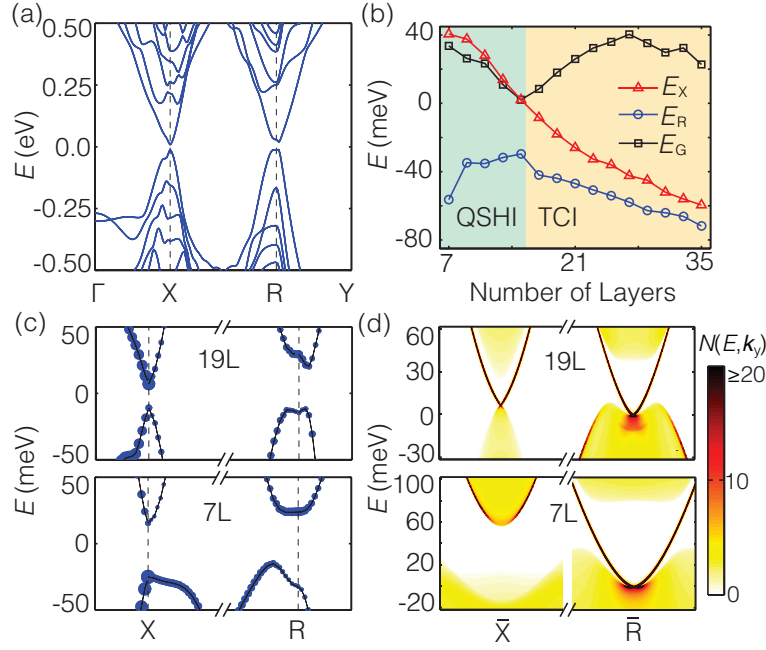 (a)
0.50
0.25
0.0
-0.25
-0.5
E (eV)
Γ X R Y
(b)
40
0
-40
-80
E (meV)
E_X
E_R
E_G
QSHI TCI
7 21 35
Number of Layers
(c)
50
0
-50
19L
E (meV)
50
0
-50
7L
X R
(d)
60
30
0
-30
19L
E (meV)
100
60
20
-20
7L
X̄ R̄
N(E,k_y)
≥20
10
0